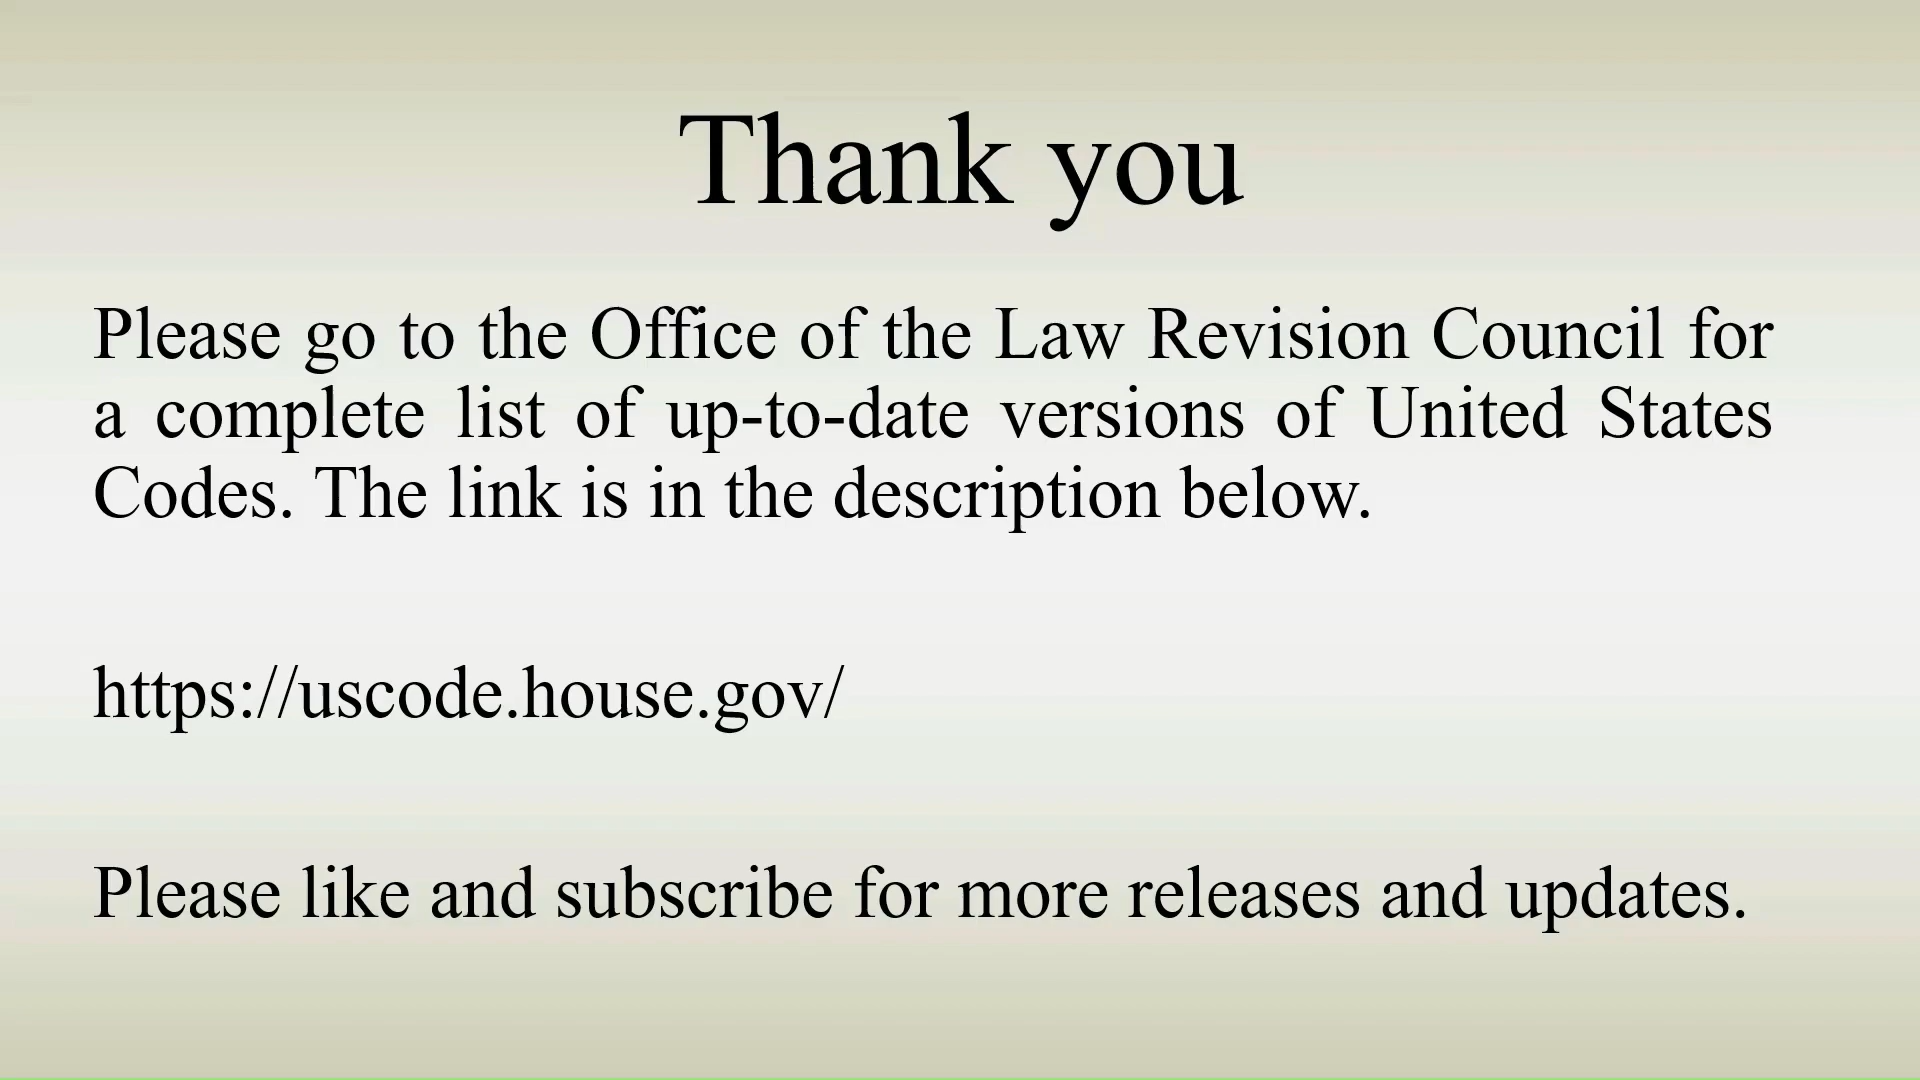 Thank you
Please go to the Office of the Law Revision Council for
a complete list of up-to-date versions of United States
Codes. The link is in the description below.
https://uscode.house.gov/
Please like and subscribe for more releases and updates.